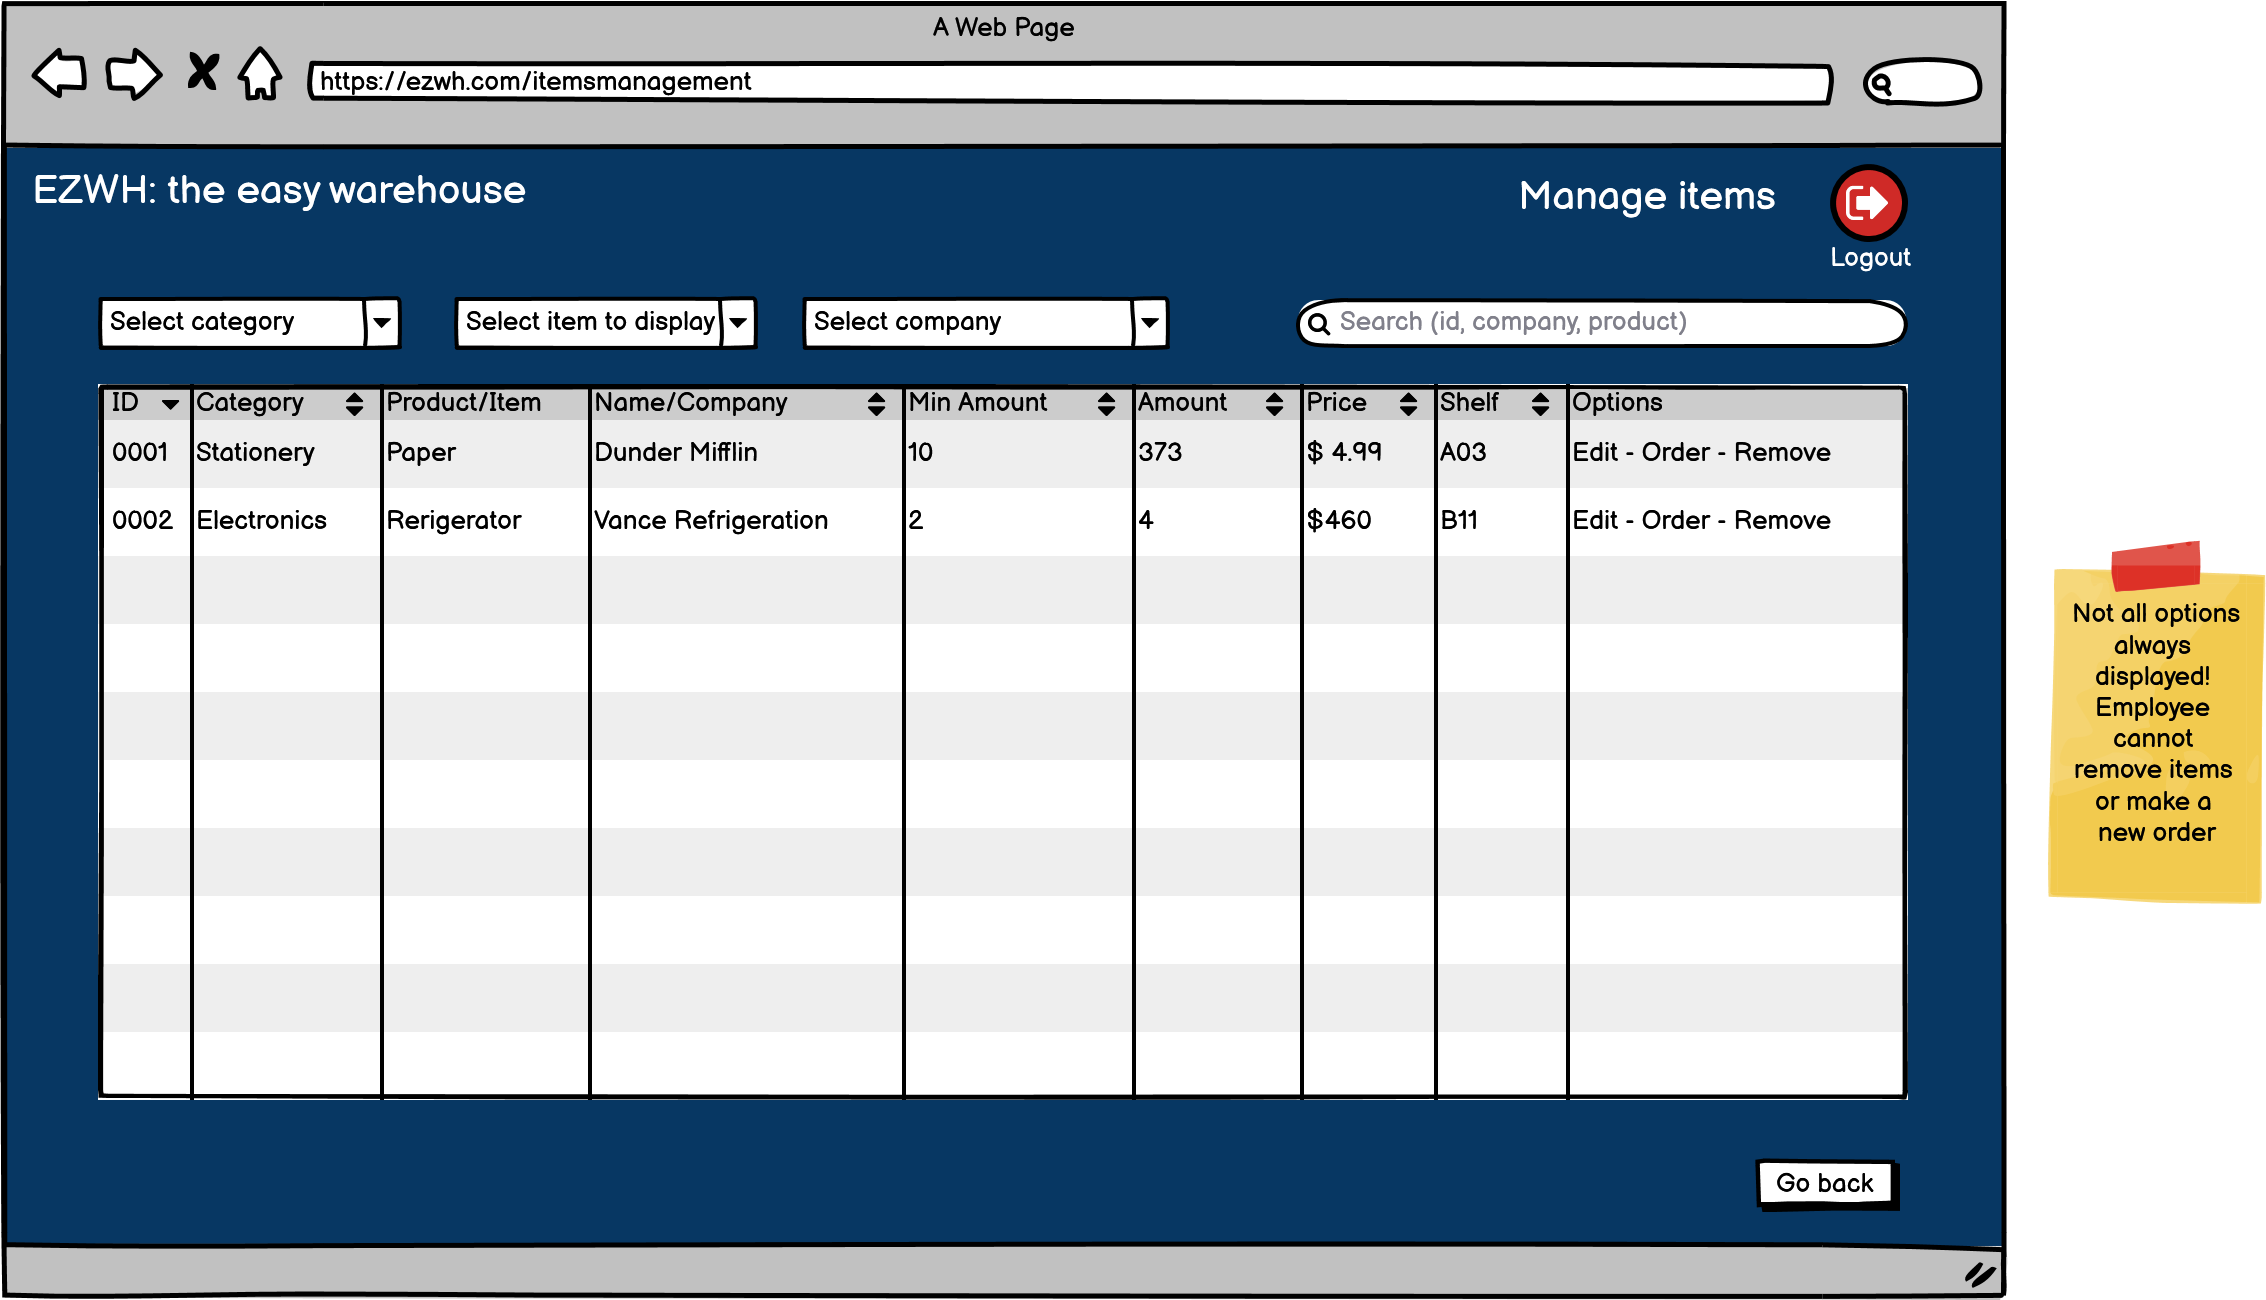 A Web Page
https://ezwh.com/itemsmanagement
EZWH: the easy warehouse
Manage items
Logout
Select category
Select item to display
Select company
Search (id, company, product)
ID Category Product/Item Name/Company Min Amount Amount Price Shelf Options
0001 Stationery Paper Dunder Mifflin 10 373 $ 4.99 A03 Edit - Order - Remove
0002 Electronics Rerigerator Vance Refrigeration 2 4 $460 B11 Edit - Order - Remove
Not all options
always
displayed!
Employee
cannot
remove items
or make a
new order
Go back